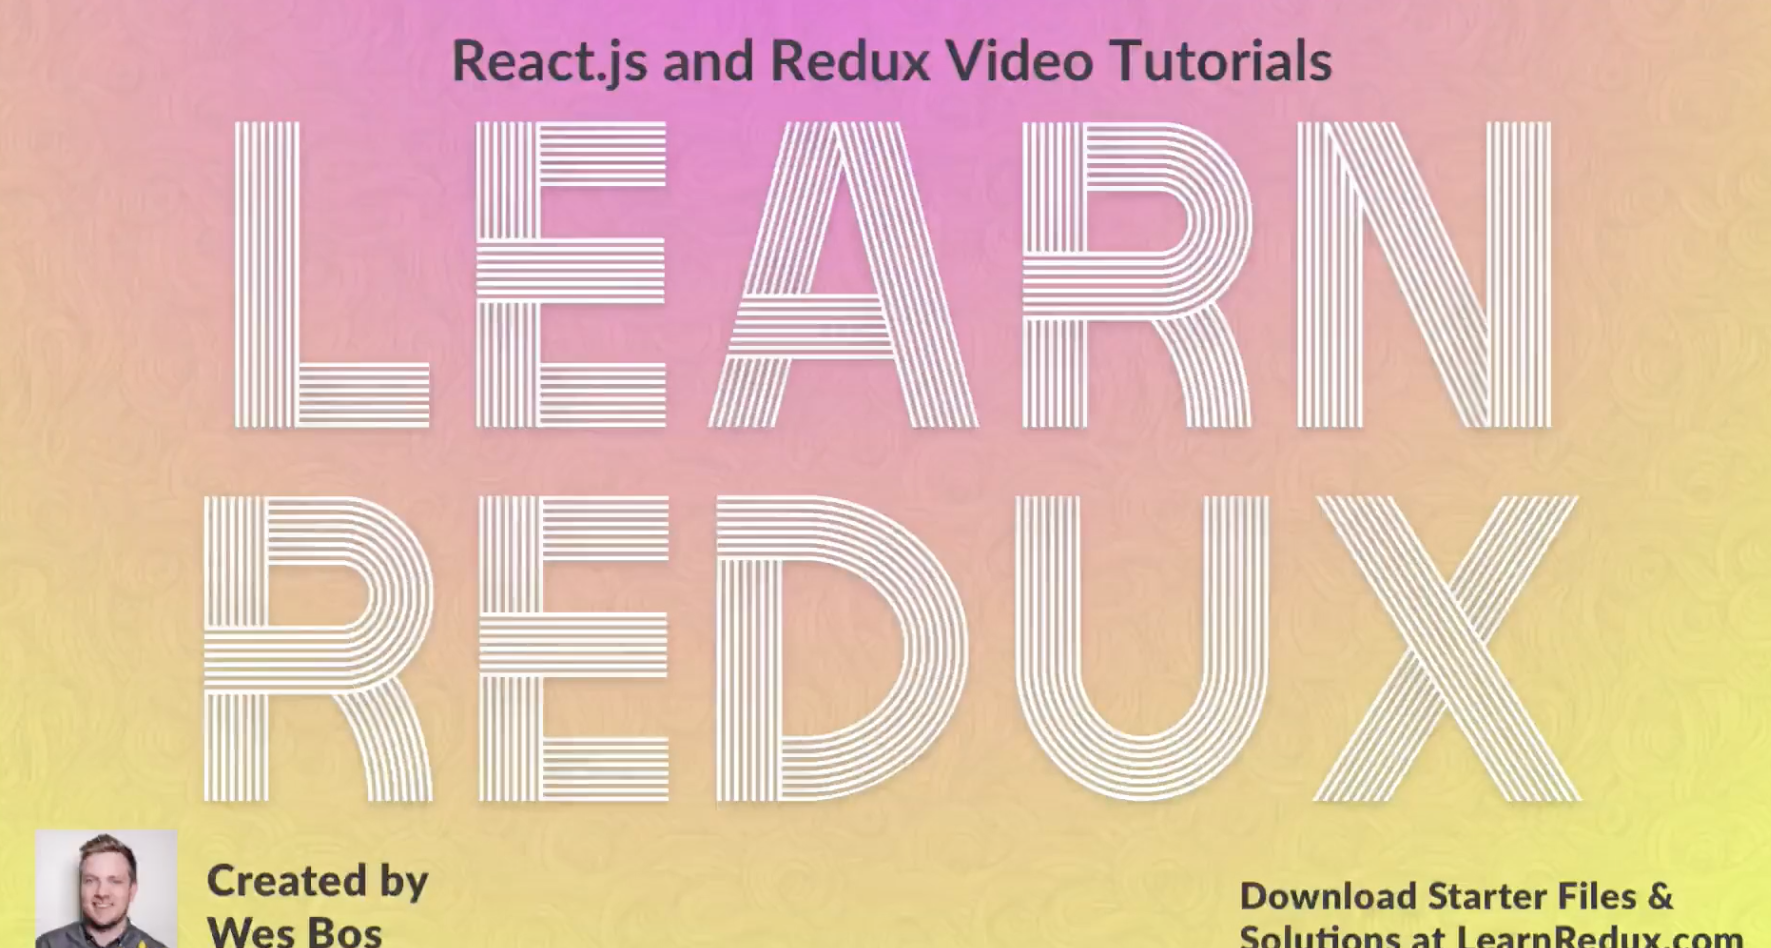 React.js and Redux Video Tutorials
LEARN
REDUX
Created by
Wes Bos
Download Starter Files &
Solutions at LearnRedux.com